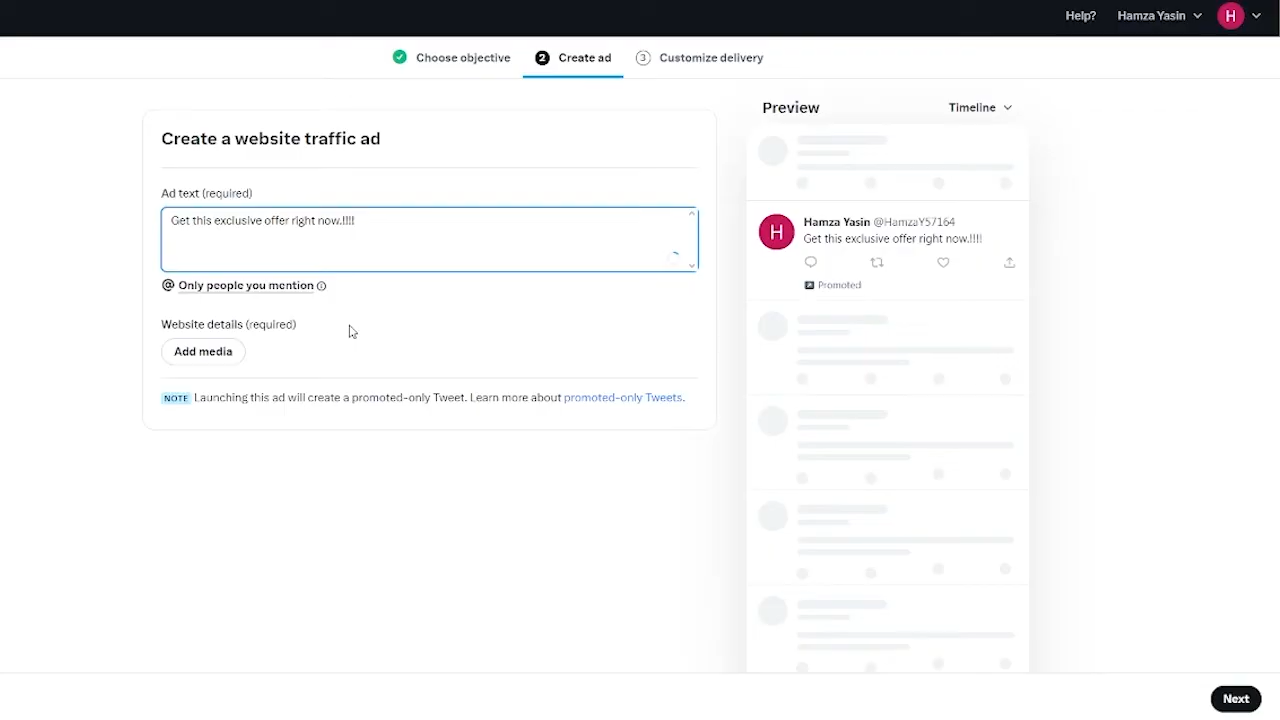 Help? Hamza Yasin H
Choose objective 2 Create ad 3 Customize delivery
Create a website traffic ad
Ad text (required)
Get this exclusive offer right now.!!!!
@ Only people you mention
Website details (required)
Add media
NOTE Launching this ad will create a promoted-only Tweet. Learn more about promoted-only Tweets.
Preview Timeline
H
Hamza Yasin @HamzaY57164
Get this exclusive offer right now.!!!!
Promoted
Next